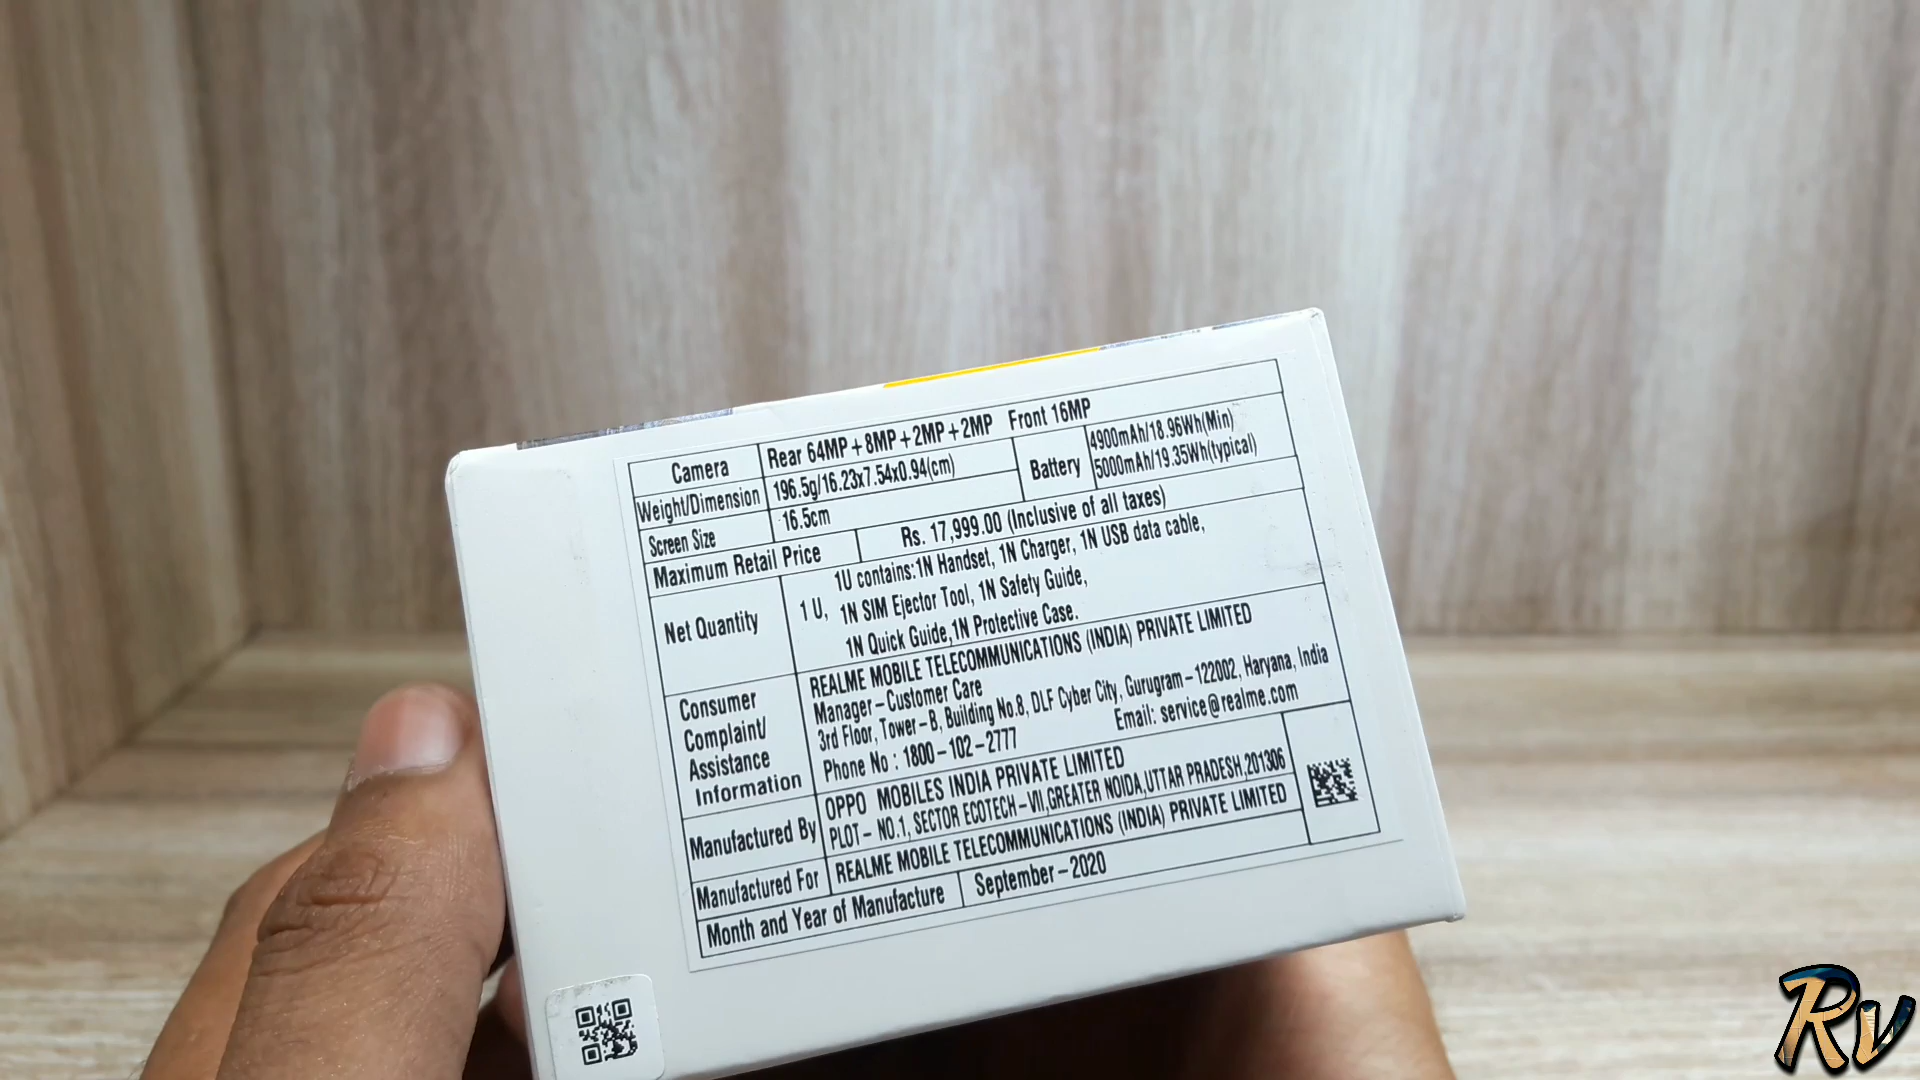 Camera
Rear 64MP+8MP+2MP+2MP Front 16MP
Weight/Dimension
196.5g/16.23x7.54x0.94(cm)
Battery
4900mAh/18.96Wh(Min)
5000mAh/19.35Wh(typical)
Screen Size
16.5cm
Maximum Retail Price
Rs. 17,999.00 (Inclusive of all taxes)
Net Quantity
1 U,
1U contains:1N Handset, 1N Charger, 1N USB data cable,
1N SIM Ejector Tool, 1N Safety Guide,
1N Quick Guide,1N Protective Case.
Consumer
Complaint/
Assistance
Information
REALME MOBILE TELECOMMUNICATIONS (INDIA) PRIVATE LIMITED
Manager–Customer Care
3rd Floor, Tower–B, Building No.8, DLF Cyber City, Gurugram–122002, Haryana, India
Phone No : 1800–102–2777 Email: service@realme.com
Manufactured By
OPPO MOBILES INDIA PRIVATE LIMITED
PLOT– NO.1, SECTOR ECOTECH–VII,GREATER NOIDA,UTTAR PRADESH,201306
Manufactured For
REALME MOBILE TELECOMMUNICATIONS (INDIA) PRIVATE LIMITED
Month and Year of Manufacture
September–2020
Rv